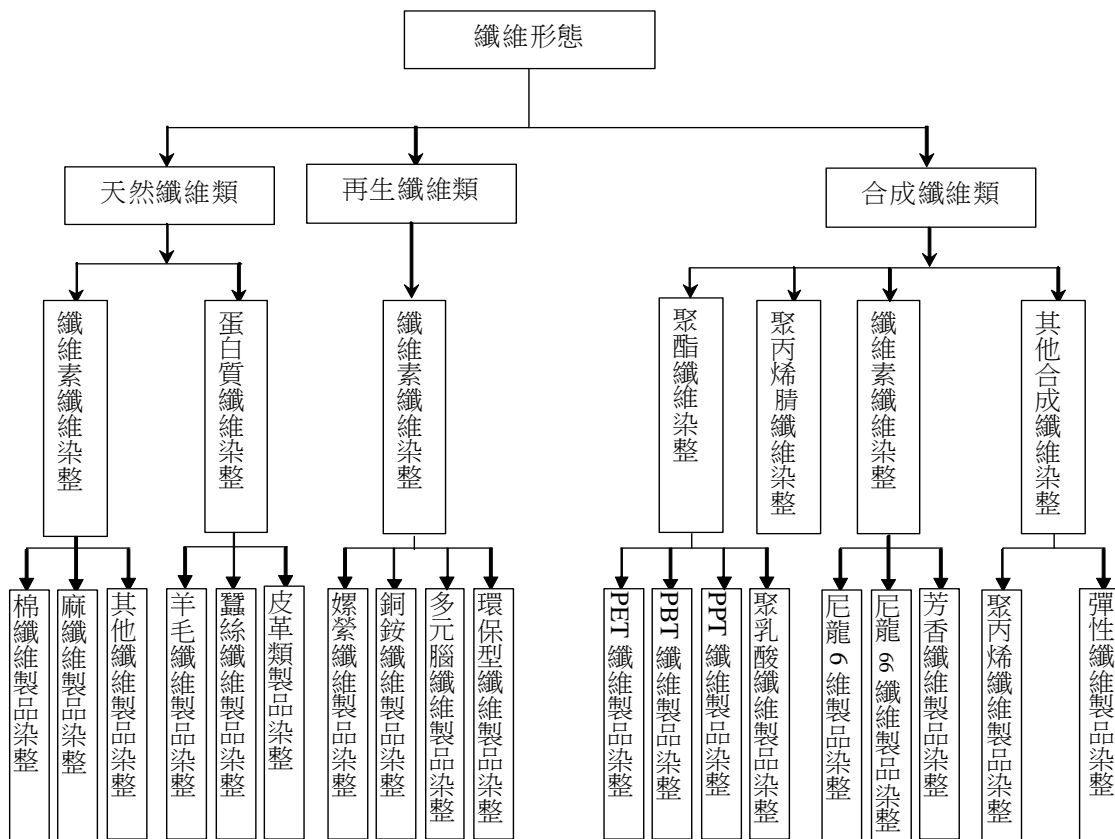 纖維形態
天然纖維類
再生纖維類
合成纖維類
纖維素纖維染整
蛋白質纖維染整
纖維素纖維染整
聚酯纖維染整
聚丙烯腈纖維染整
纖維素纖維染整
其他合成纖維染整
棉纖維製品染整
麻纖維製品染整
其他纖維製品染整
羊毛纖維製品染整
蠶絲纖維製品染整
皮革類製品染整
嫘縈纖維製品染整
銅銨纖維製品染整
多元腦纖維製品染整
環保型纖維製品染整
PET 纖維製品染整
PBT 纖維製品染整
PPT 纖維製品染整
聚乳酸纖維製品染整
尼龍 6 維製品染整
尼龍 66 纖維製品染整
芳香纖維製品染整
聚丙烯纖維製品染整
彈性纖維製品染整